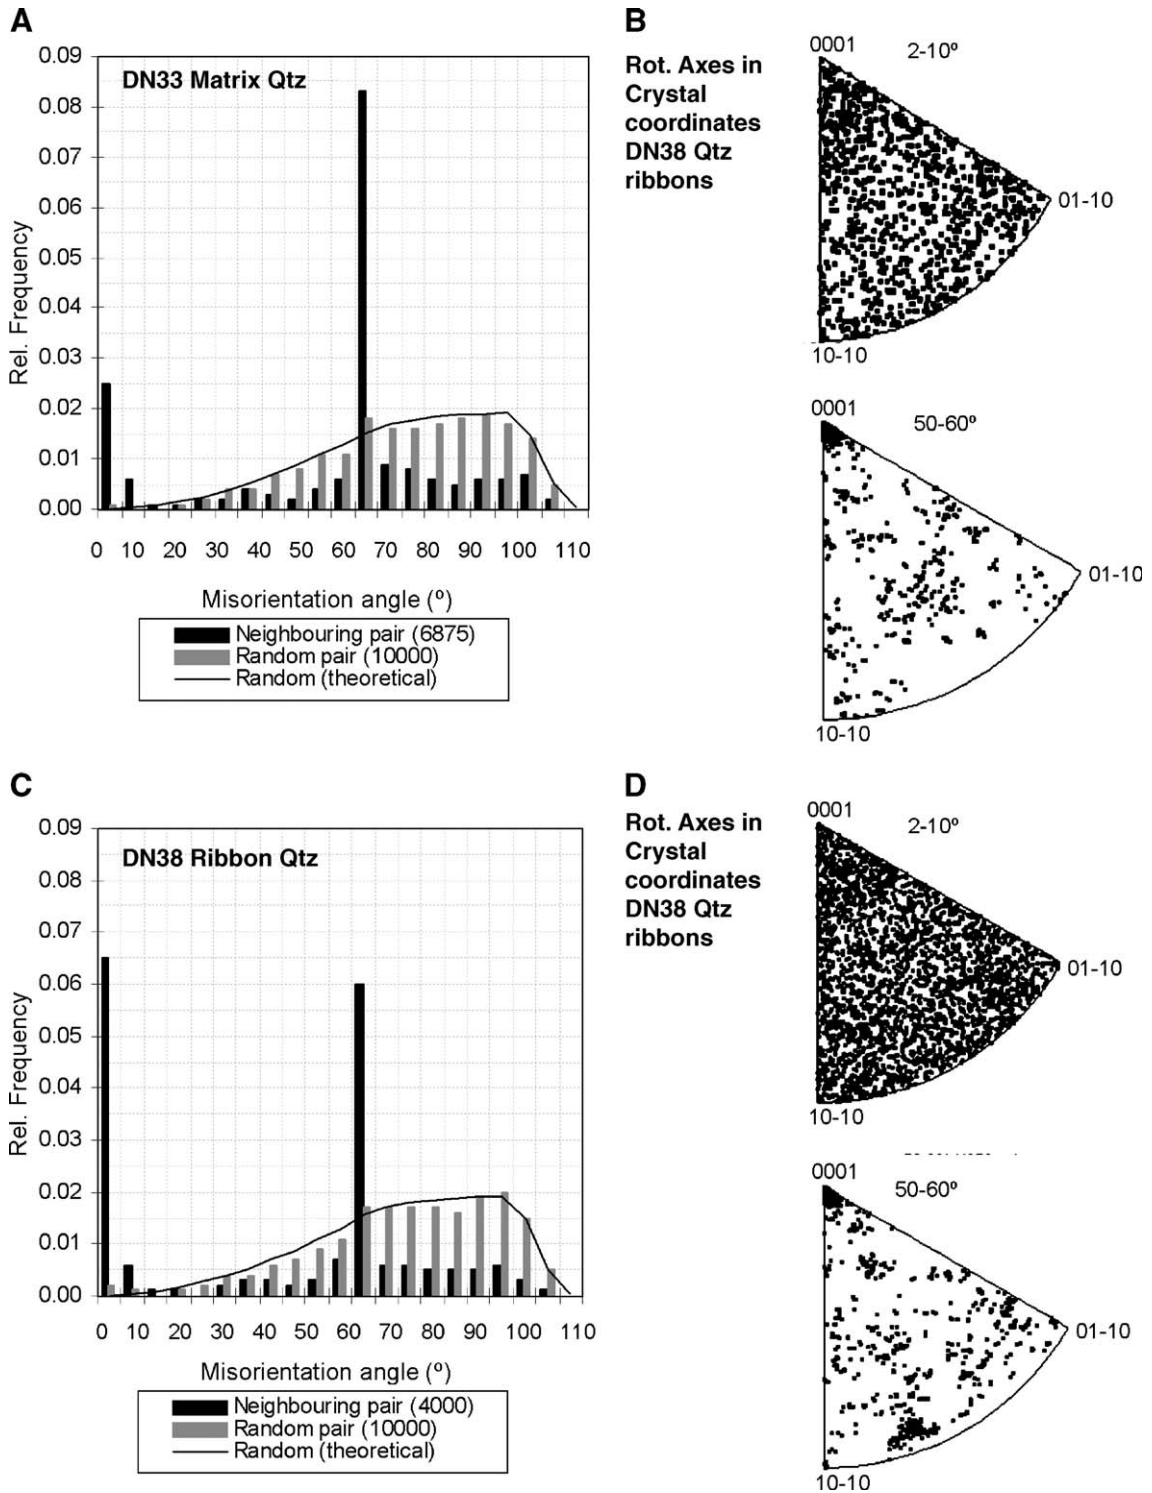 A
DN33 Matrix Qtz
0.09
0.08
0.07
0.06
0.05
0.04
0.03
0.02
0.01
0.00
Rel. Frequency
0 10 20 30 40 50 60 70 80 90 100 110
Misorientation angle (º)
Neighbouring pair (6875)
Random pair (10000)
Random (theoretical)
B
Rot. Axes in
Crystal
coordinates
DN38 Qtz
ribbons
0001
2-10º
01-10
10-10
0001
50-60º
01-10
10-10
C
DN38 Ribbon Qtz
0.09
0.08
0.07
0.06
0.05
0.04
0.03
0.02
0.01
0.00
Rel. Frequency
0 10 20 30 40 50 60 70 80 90 100 110
Misorientation angle (º)
Neighbouring pair (4000)
Random pair (10000)
Random (theoretical)
D
Rot. Axes in
Crystal
coordinates
DN38 Qtz
ribbons
0001
2-10º
01-10
10-10
0001
50-60º
01-10
10-10